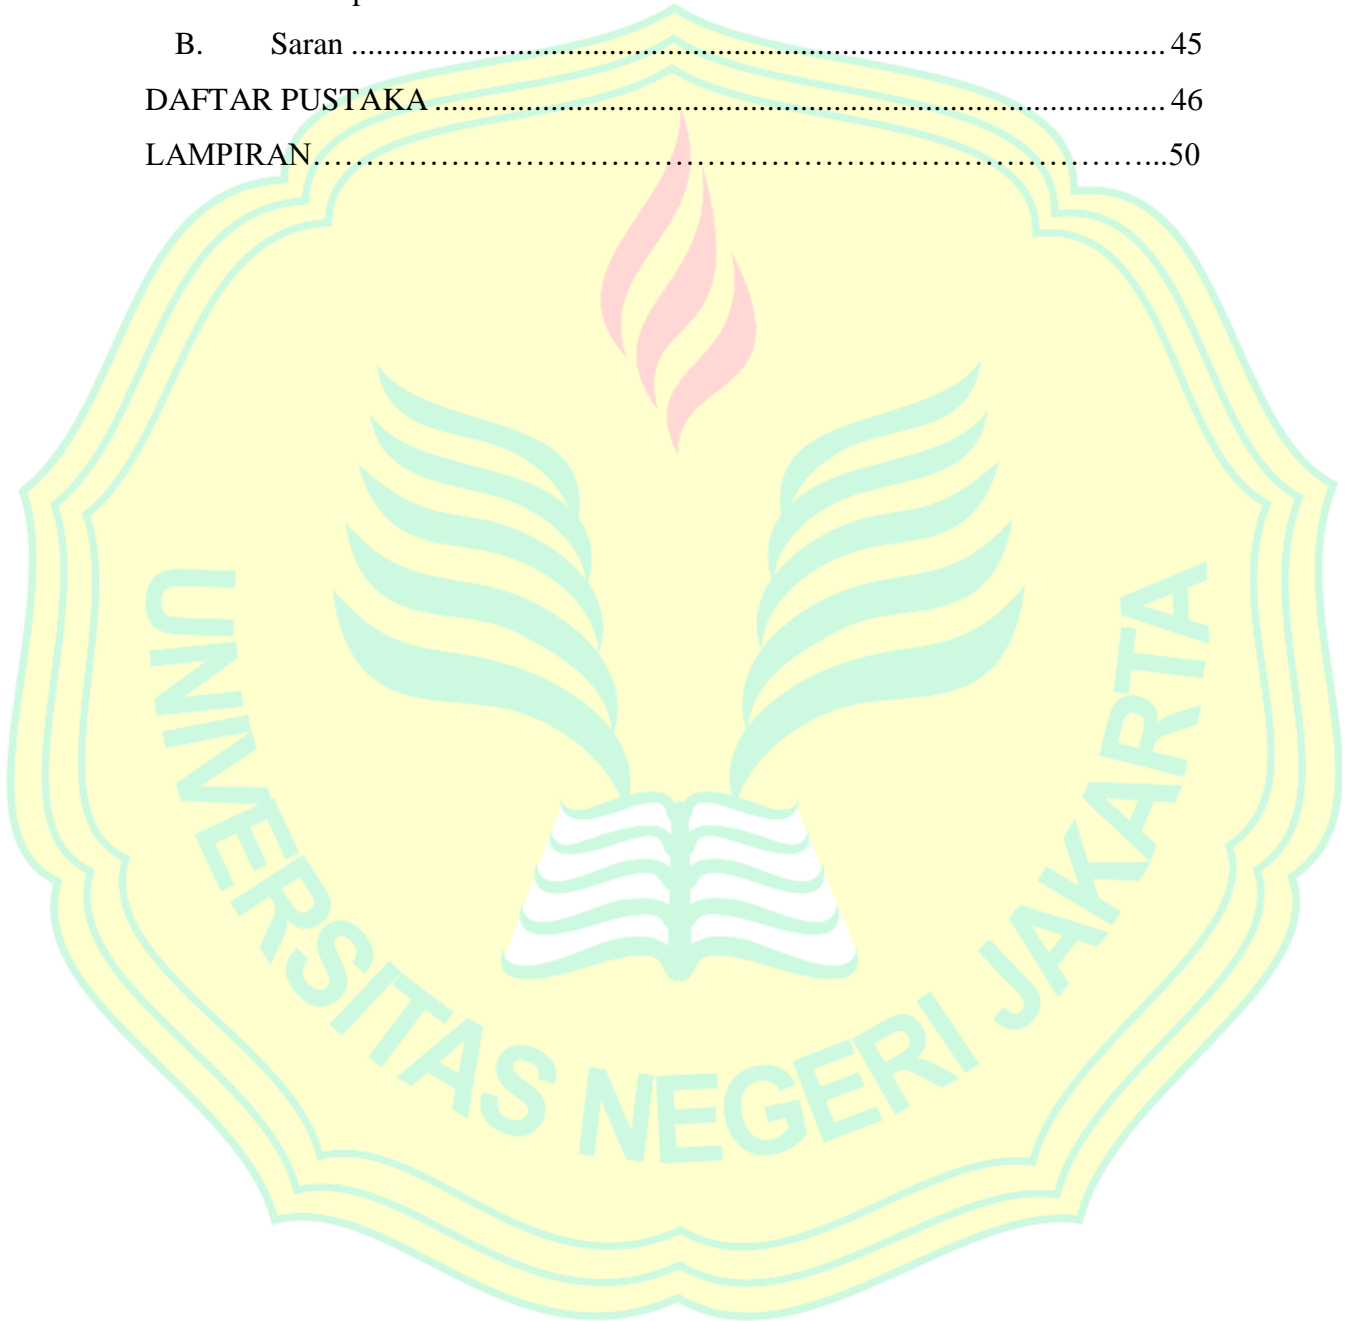 B. Saran ................................................................................................... 45
DAFTAR PUSTAKA ......................................................................................... 46
LAMPIRAN…………………………………………………………………………...50
UNIVERSITAS NEGERI JAKARTA